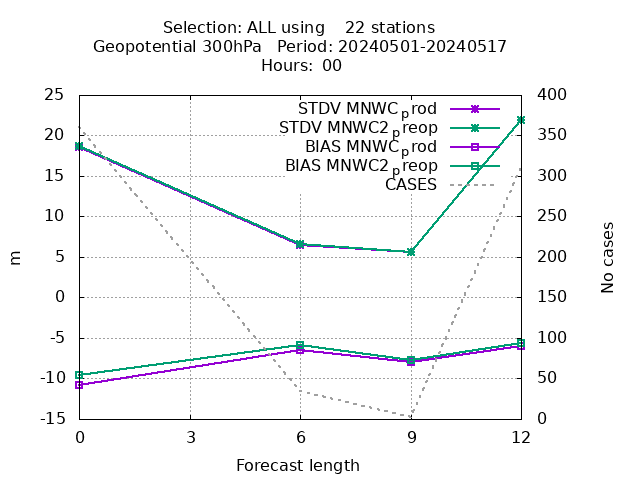 Selection: ALL using    22 stations
Geopotential 300hPa   Period: 20240501-20240517
Hours: 00
25
20
15
10
5
0
-5
-10
-15
m
STDV MNWC_prod
STDV MNWC2_preop
BIAS MNWC_prod
BIAS MNWC2_preop
CASES
400
350
300
250
200
150
100
50
0
No cases
0 3 6 9 12
Forecast length